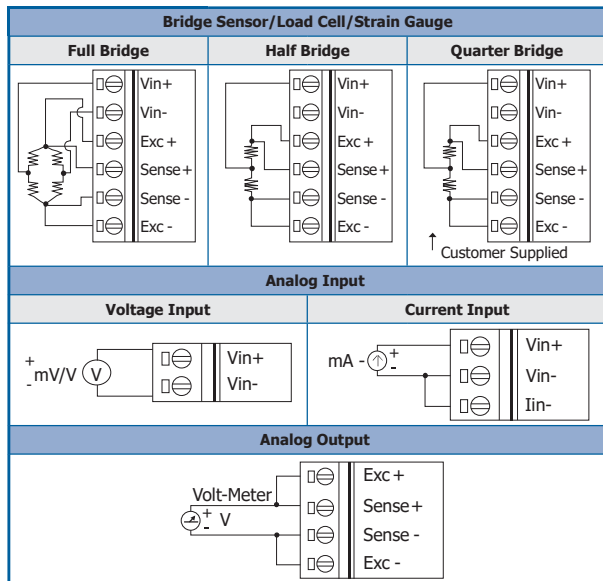 Bridge Sensor/Load Cell/Strain Gauge
Full Bridge
Half Bridge
Quarter Bridge
Vin+
Vin-
Exc +
Sense+
Sense -
Exc -
Vin+
Vin-
Exc +
Sense+
Sense -
Exc -
Vin+
Vin-
Exc +
Sense+
Sense -
Exc -
↑ Customer Supplied
Analog Input
Voltage Input
Current Input
+
- mV/V
V
Vin+
Vin-
mA -
+
-
Vin+
Vin-
Iin-
Analog Output
Volt-Meter
+
- V
Exc +
Sense+
Sense -
Exc -